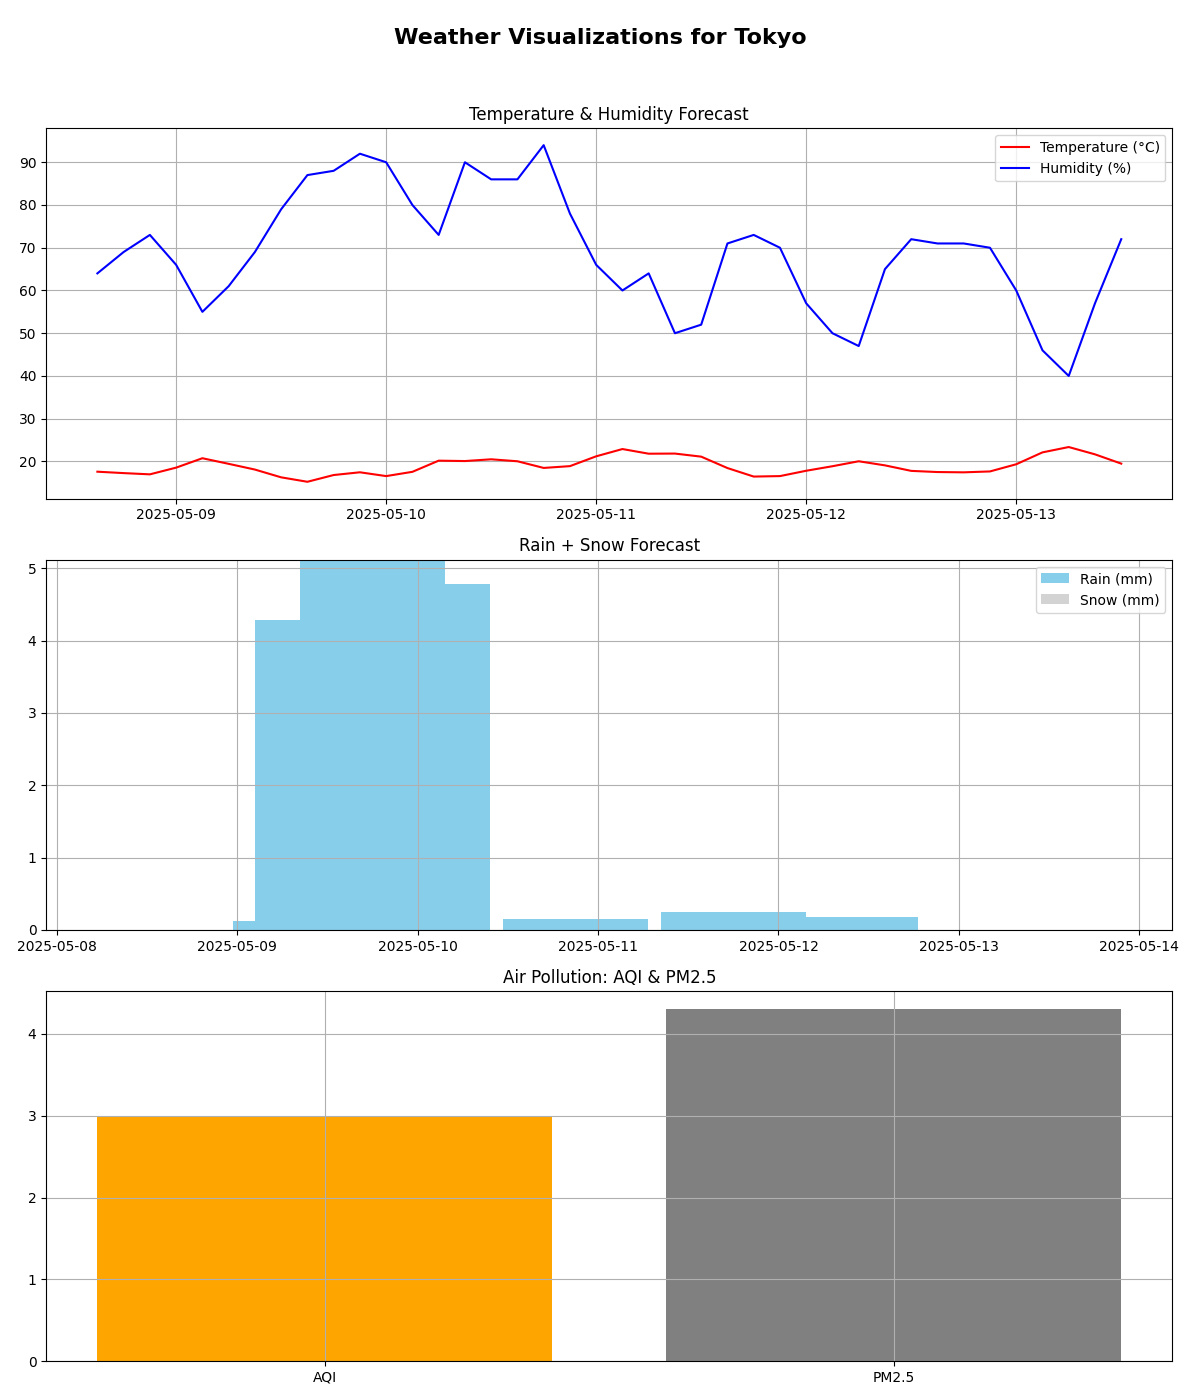 Weather Visualizations for Tokyo
Temperature & Humidity Forecast
Temperature (°C)
Humidity (%)
90
80
70
60
50
40
30
20
2025-05-09 2025-05-10 2025-05-11 2025-05-12 2025-05-13
Rain + Snow Forecast
Rain (mm)
Snow (mm)
5
4
3
2
1
0
2025-05-08 2025-05-09 2025-05-10 2025-05-11 2025-05-12 2025-05-13 2025-05-14
Air Pollution: AQI & PM2.5
4
3
2
1
0
AQI PM2.5